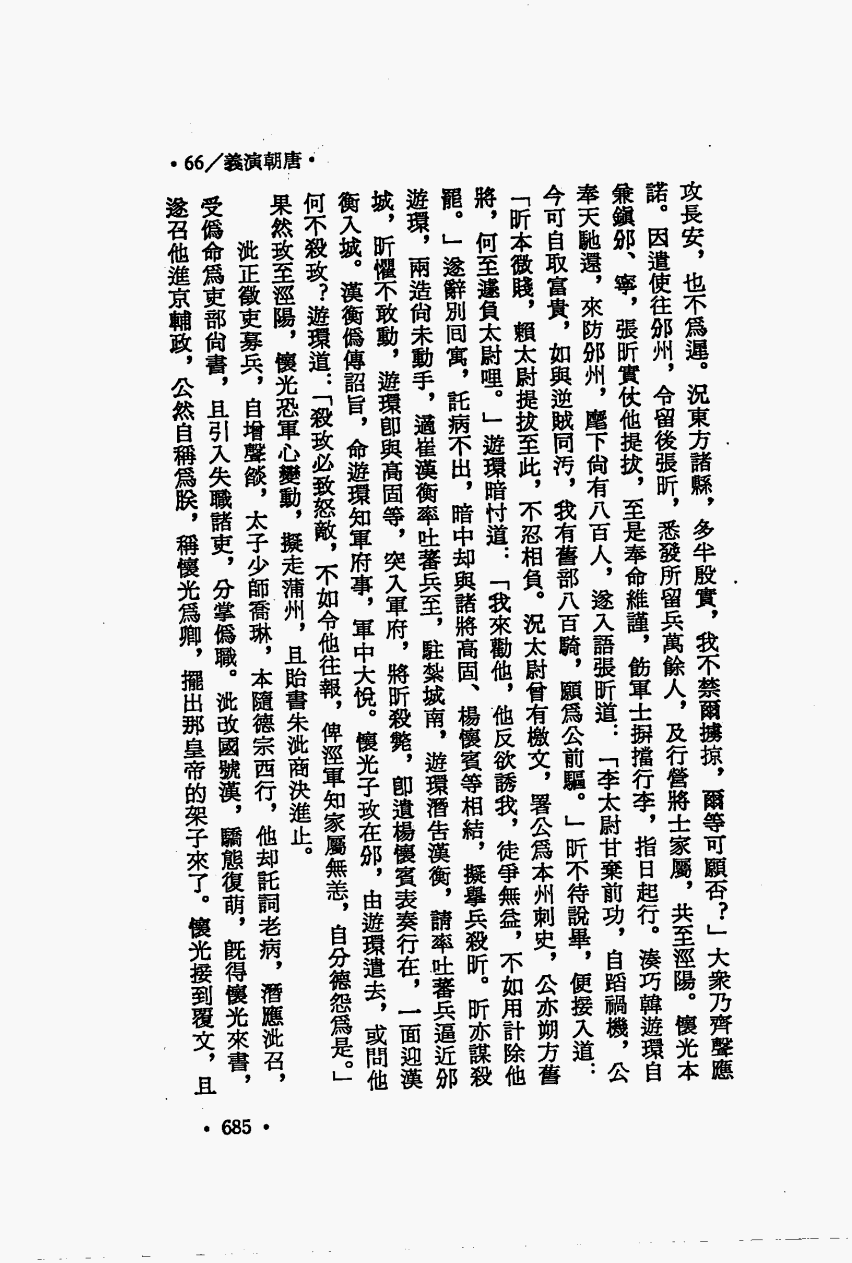 •66／義演朝唐•
攻長安，也不爲遲。況東方諸縣，多半殷實，我不禁爾擄掠，爾等可願否？」大衆乃齊聲應
諾。因遣使往邠州，令留後張昕，悉發所留兵萬餘人，及行營將士家屬，共至涇陽。懷光本
兼鎮邠、寧，張昕實仗他提拔，至是奉命維謹，飭軍士摒擋行李，指日起行。湊巧韓遊環自
奉天馳還，來防邠州，麾下尙有八百人，遂入語張昕道：「李太尉甘棄前功，自蹈禍機，公
今可自取富貴，如與逆賊同汚，我有舊部八百騎，願爲公前驅。」昕不待說畢，便接入道：
「昕本微賤，賴太尉提拔至此，不忍相負。況太尉曾有檄文，署公爲本州刺史，公亦朔方舊
將，何至遽負太尉哩。」遊環暗忖道：「我來勸他，他反欲誘我，徒爭無益，不如用計除他
罷。」遂辭別囘寓，託病不出，暗中却與諸將高固、楊懷賓等相結，擬舉兵殺昕。昕亦謀殺
遊環，兩造尙未動手，適崔漢衡率吐蕃兵至，駐紮城南，遊環潛告漢衡，請率吐蕃兵逼近邠
城，昕懼不敢動，遊環卽與高固等，突入軍府，將昕殺斃，卽遣楊懷賓表奏行在，一面迎漢
衡入城。漢衡僞傳詔旨，命遊環知軍府事，軍中大悅。懷光子玫在邠，由遊環遣去，或問他
何不殺玫？遊環道：「殺玫必致怒敵，不如令他往報，俾涇軍知家屬無恙，自分德怨爲是。」
果然玫至涇陽，懷光恐軍心變動，擬走蒲州，且貽書朱泚商決進止。
泚正徵吏募兵，自增聲燄，太子少師喬琳，本隨德宗西行，他却託詞老病，潛應泚召，
受僞命爲吏部尙書，且引入失職諸吏，分掌僞職。泚改國號漢，驕態復萌，旣得懷光來書，
遂召他進京輔政，公然自稱爲朕，稱懷光爲卿，擺出那皇帝的架子來了。懷光接到覆文，且
•685•